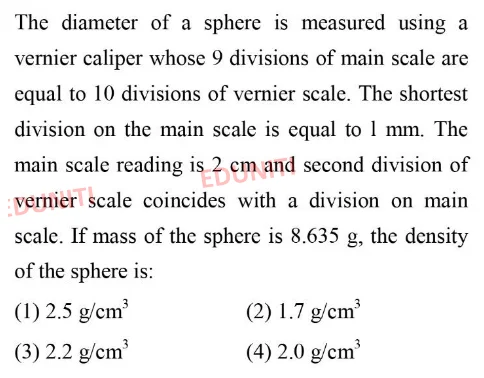 The diameter of a sphere is measured using a
vernier caliper whose 9 divisions of main scale are
equal to 10 divisions of vernier scale. The shortest
division on the main scale is equal to 1 mm. The
main scale reading is 2 cm and second division of
EDUNITI
vernier scale coincides with a division on main
EDUNITI
scale. If mass of the sphere is 8.635 g, the density
of the sphere is:
(1) 2.5 g/cm³ (2) 1.7 g/cm³
(3) 2.2 g/cm³ (4) 2.0 g/cm³